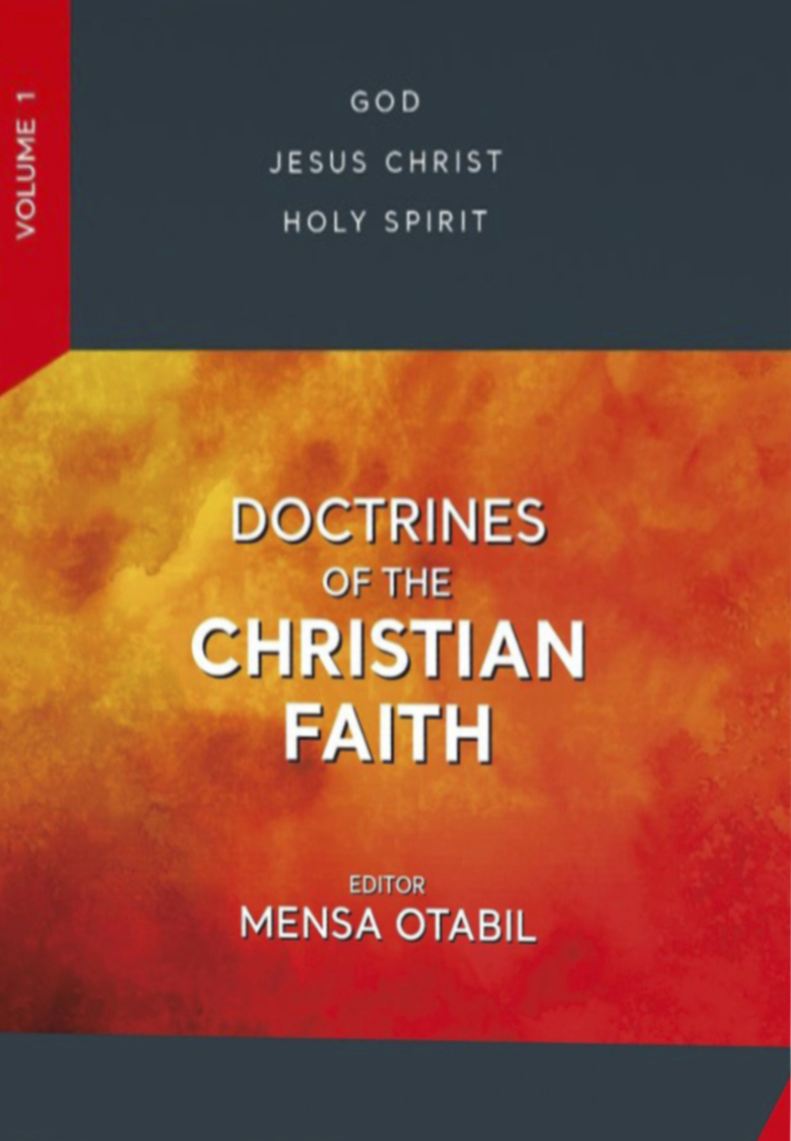 VOLUME 1
GOD
JESUS CHRIST
HOLY SPIRIT
DOCTRINES
OF THE
CHRISTIAN
FAITH
EDITOR
MENSA OTABIL